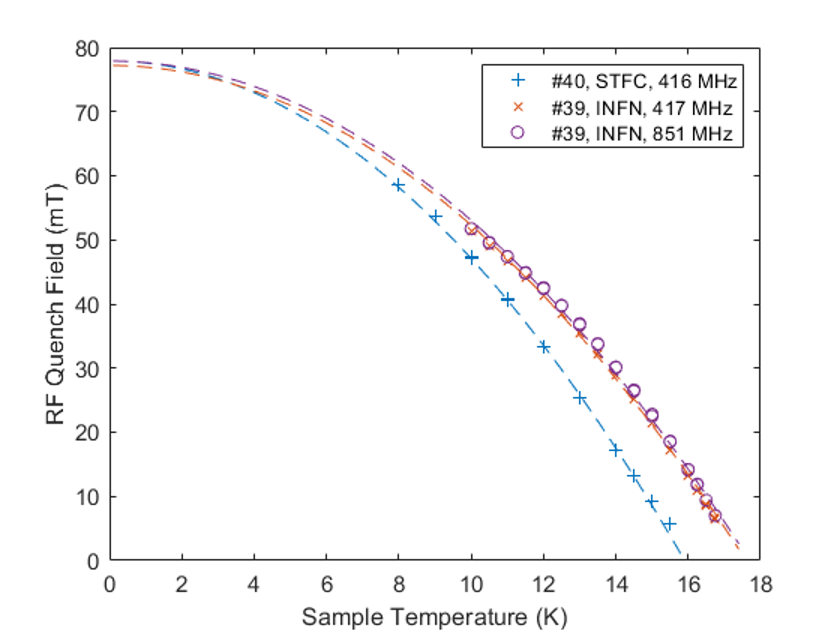 80
70
60
50
40
30
20
10
0
RF Quench Field (mT)
#40, STFC, 416 MHz
#39, INFN, 417 MHz
#39, INFN, 851 MHz
0 2 4 6 8 10 12 14 16 18
Sample Temperature (K)